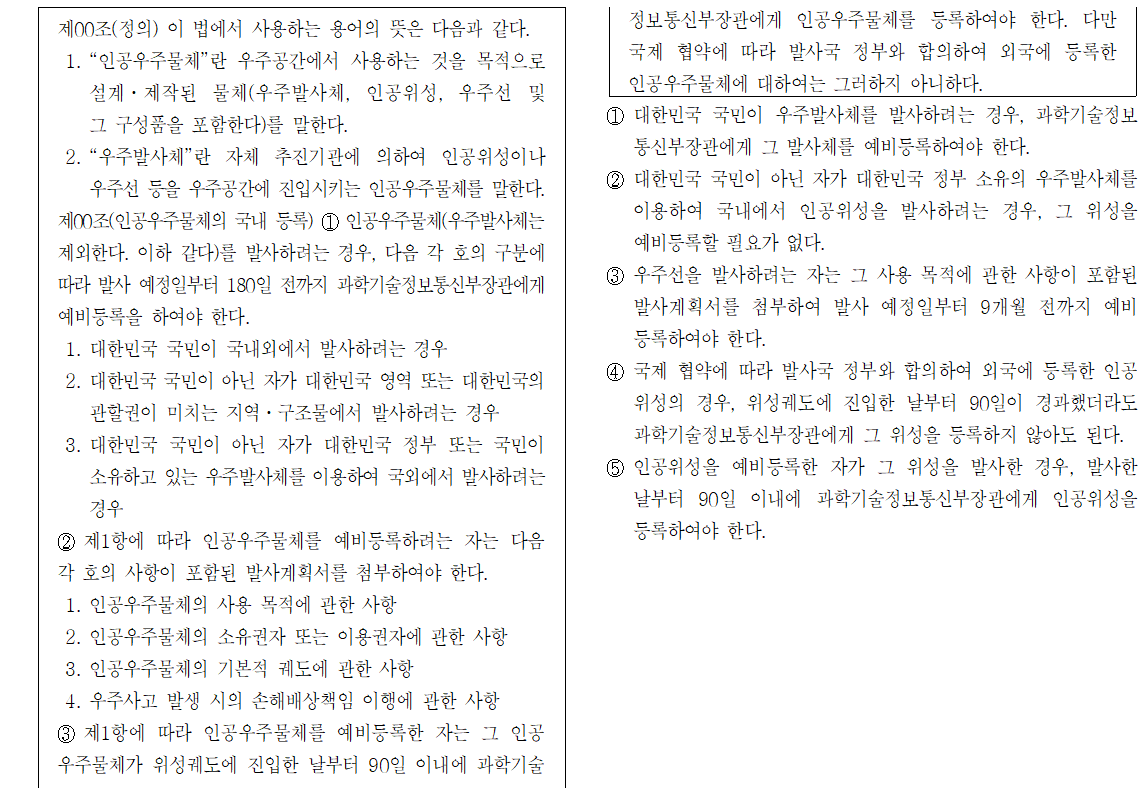 제00조(정의) 이 법에서 사용하는 용어의 뜻은 다음과 같다.
1. “인공우주물체”란 우주공간에서 사용하는 것을 목적으로
설계・제작된 물체(우주발사체, 인공위성, 우주선 및
그 구성품을 포함한다)를 말한다.
2. “우주발사체”란 자체 추진기관에 의하여 인공위성이나
우주선 등을 우주공간에 진입시키는 인공우주물체를 말한다.
제00조(인공우주물체의 국내 등록) ① 인공우주물체(우주발사체는
제외한다. 이하 같다)를 발사하려는 경우, 다음 각 호의 구분에
따라 발사 예정일부터 180일 전까지 과학기술정보통신부장관에게
예비등록을 하여야 한다.
1. 대한민국 국민이 국내외에서 발사하려는 경우
2. 대한민국 국민이 아닌 자가 대한민국 영역 또는 대한민국의
관할권이 미치는 지역・구조물에서 발사하려는 경우
3. 대한민국 국민이 아닌 자가 대한민국 정부 또는 국민이
소유하고 있는 우주발사체를 이용하여 국외에서 발사하려는
경우
② 제1항에 따라 인공우주물체를 예비등록하려는 자는 다음
각 호의 사항이 포함된 발사계획서를 첨부하여야 한다.
1. 인공우주물체의 사용 목적에 관한 사항
2. 인공우주물체의 소유권자 또는 이용권자에 관한 사항
3. 인공우주물체의 기본적 궤도에 관한 사항
4. 우주사고 발생 시의 손해배상책임 이행에 관한 사항
③ 제1항에 따라 인공우주물체를 예비등록한 자는 그 인공
우주물체가 위성궤도에 진입한 날부터 90일 이내에 과학기술
정보통신부장관에게 인공우주물체를 등록하여야 한다. 다만
국제 협약에 따라 발사국 정부와 합의하여 외국에 등록한
인공우주물체에 대하여는 그러하지 아니하다.
① 대한민국 국민이 우주발사체를 발사하려는 경우, 과학기술정보
통신부장관에게 그 발사체를 예비등록하여야 한다.
② 대한민국 국민이 아닌 자가 대한민국 정부 소유의 우주발사체를
이용하여 국내에서 인공위성을 발사하려는 경우, 그 위성을
예비등록할 필요가 없다.
③ 우주선을 발사하려는 자는 그 사용 목적에 관한 사항이 포함된
발사계획서를 첨부하여 발사 예정일부터 9개월 전까지 예비
등록하여야 한다.
④ 국제 협약에 따라 발사국 정부와 합의하여 외국에 등록한 인공
위성의 경우, 위성궤도에 진입한 날부터 90일이 경과했더라도
과학기술정보통신부장관에게 그 위성을 등록하지 않아도 된다.
⑤ 인공위성을 예비등록한 자가 그 위성을 발사한 경우, 발사한
날부터 90일 이내에 과학기술정보통신부장관에게 인공위성을
등록하여야 한다.